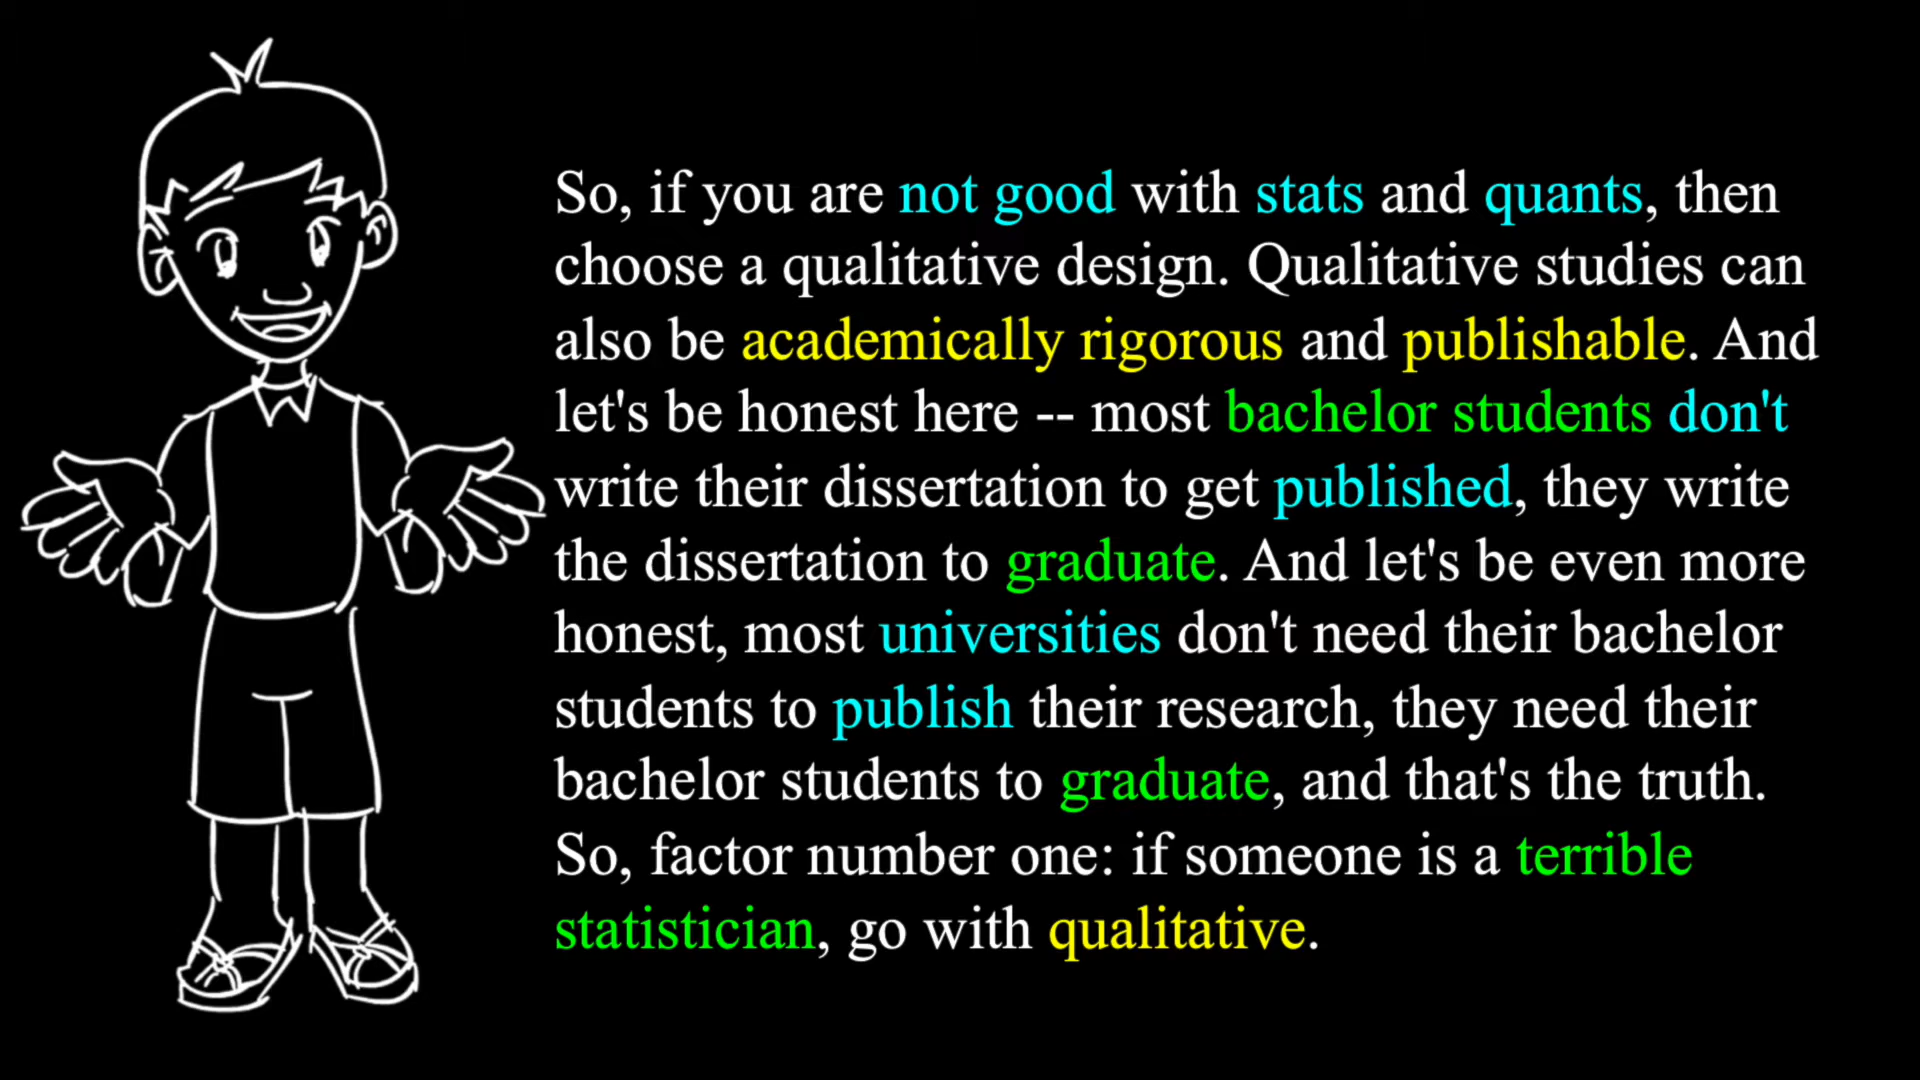 So, if you are not good with stats and quants, then
choose a qualitative design. Qualitative studies can
also be academically rigorous and publishable. And
let's be honest here -- most bachelor students don't
write their dissertation to get published, they write
the dissertation to graduate. And let's be even more
honest, most universities don't need their bachelor
students to publish their research, they need their
bachelor students to graduate, and that's the truth.
So, factor number one: if someone is a terrible
statistician, go with qualitative.